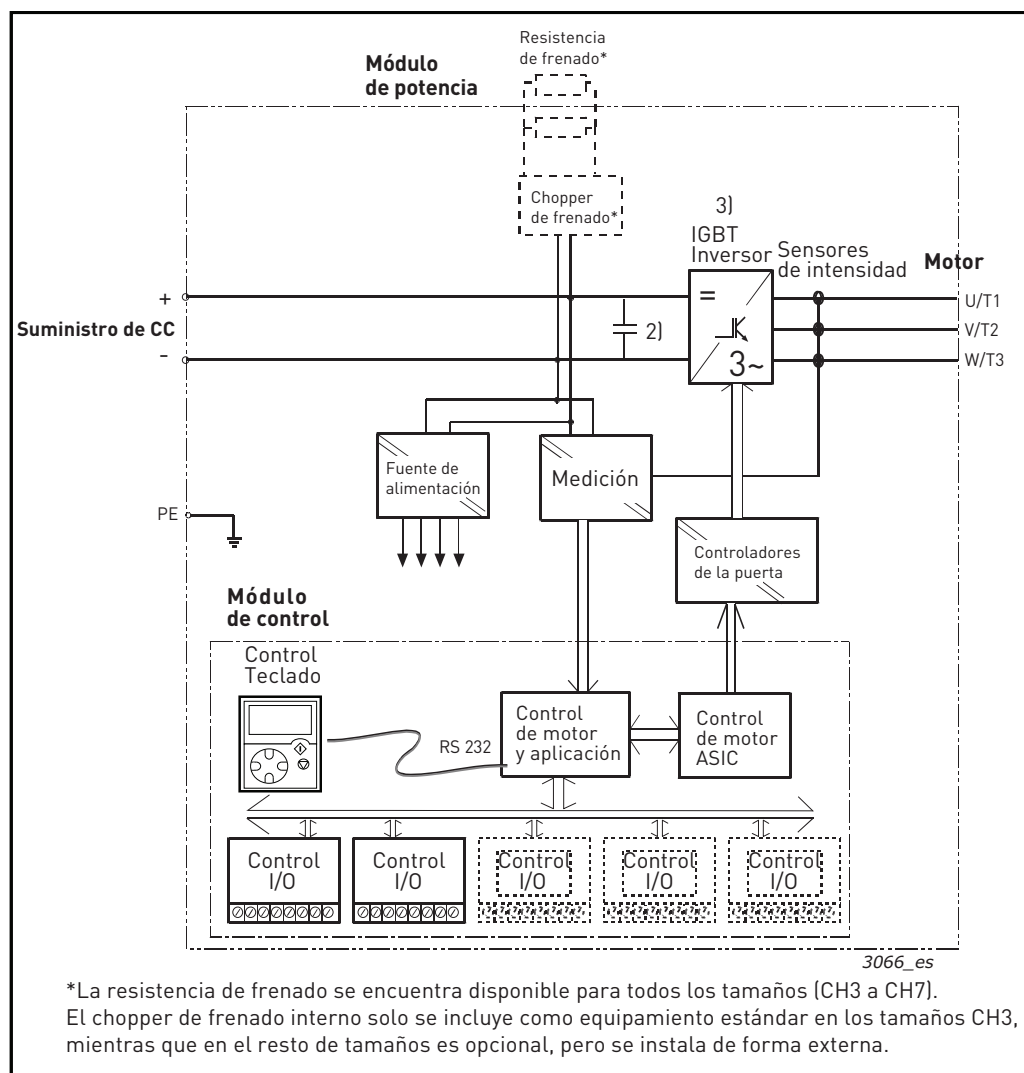 Resistencia
de frenado*
Módulo
de potencia
Chopper
de frenado*
3)
IGBT
Inversor
Sensores
de intensidad
Motor
+
U/T1
Suministro de CC
2)
=
3~
V/T2
-
W/T3
Fuente de
alimentación
Medición
PE
Controladores
de la puerta
Módulo
de control
Control
Teclado
RS 232
Control
de motor
y aplicación
Control
de motor
ASIC
Control
I/O
Control
I/O
Control
I/O
Control
I/O
Control
I/O
3066_es
*La resistencia de frenado se encuentra disponible para todos los tamaños (CH3 a CH7).
El chopper de frenado interno solo se incluye como equipamiento estándar en los tamaños CH3,
mientras que en el resto de tamaños es opcional, pero se instala de forma externa.